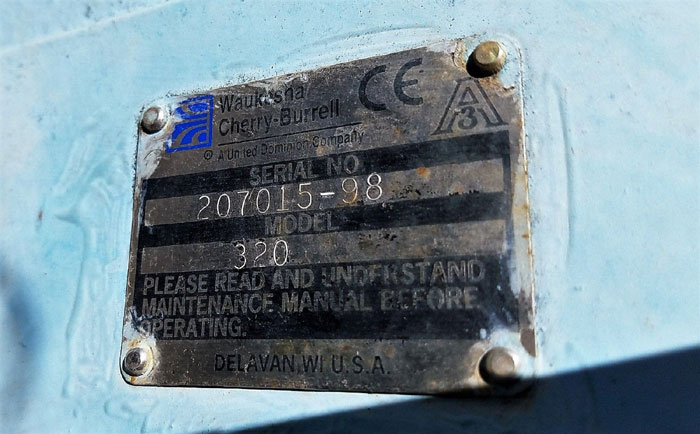 Waukesha
Cherry-Burrell
A United Dominion Company
CE
A
3
SERIAL NO.
207015-98
MODEL
320
PLEASE READ AND UNDERSTAND
MAINTENANCE MANUAL BEFORE
OPERATING.
DELAVAN, WI U.S.A.